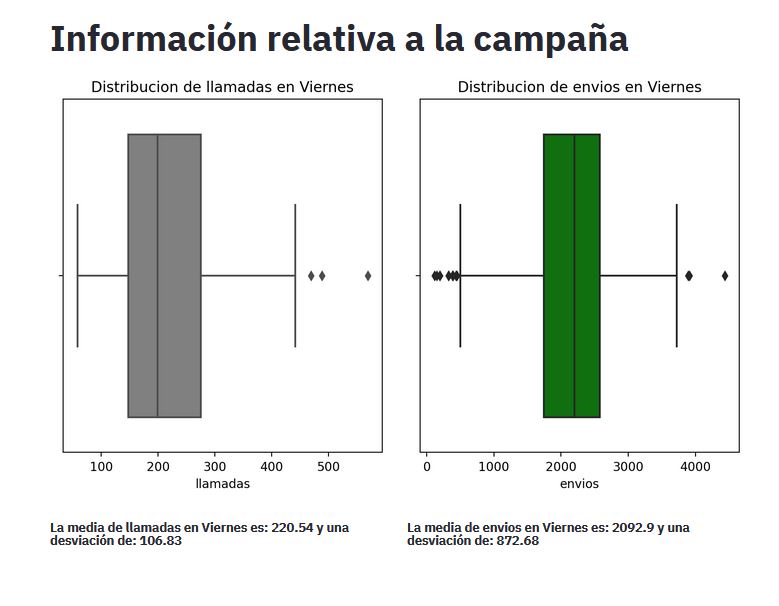 Información relativa a la campaña
Distribucion de llamadas en Viernes
100 200 300 400 500
llamadas
La media de llamadas en Viernes es: 220.54 y una
desviación de: 106.83
Distribucion de envios en Viernes
0 1000 2000 3000 4000
envios
La media de envios en Viernes es: 2092.9 y una
desviación de: 872.68